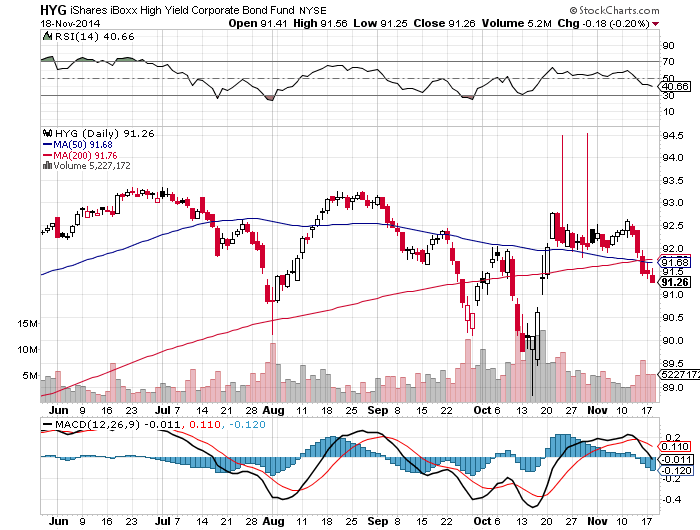 HYG iShares iBoxx High Yield Corporate Bond Fund NYSE © StockCharts.com
18-Nov-2014 Open 91.41 High 91.56 Low 91.25 Close 91.26 Volume 5.2M Chg -0.18 (-0.20%)
RSI(14) 40.66
90
70
50
40.66
30
10
HYG (Daily) 91.26
MA(50) 91.68
MA(200) 91.76
Volume 5,227,172
94.5
94.0
93.5
93.0
92.5
92.0
91.68
91.5
91.26
91.0
90.5
90.0
89.5
89.0
15M
10M
5M
5227172
Jun 9 16 23 Jul 7 14 21 28 Aug 11 18 25 Sep 8 15 22 Oct 6 13 20 27 Nov 10 17
MACD(12,26,9) -0.011, 0.110, -0.120
0.2
0.110
-0.011
-0.120
-0.2
-0.4
Jun 9 16 23 Jul 7 14 21 28 Aug 11 18 25 Sep 8 15 22 Oct 6 13 20 27 Nov 10 17